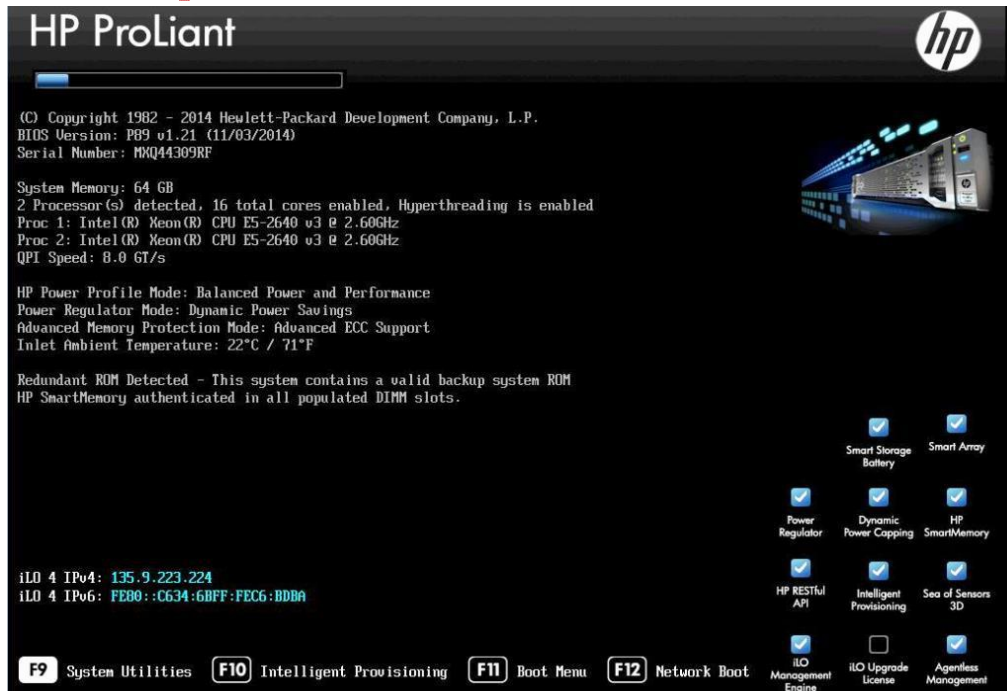 HP ProLiant
hp
(C) Copyright 1982 - 2014 Hewlett-Packard Development Company, L.P.
BIOS Version: P89 v1.21 (11/03/2014)
Serial Number: MXQ44309RF
System Memory: 64 GB
2 Processor(s) detected, 16 total cores enabled, Hyperthreading is enabled
Proc 1: Intel(R) Xeon(R) CPU E5-2640 v3 @ 2.60GHz
Proc 2: Intel(R) Xeon(R) CPU E5-2640 v3 @ 2.60GHz
QPI Speed: 8.0 GT/s
HP Power Profile Mode: Balanced Power and Performance
Power Regulator Mode: Dynamic Power Savings
Advanced Memory Protection Mode: Advanced ECC Support
Inlet Ambient Temperature: 22°C / 71°F
Redundant ROM Detected - This system contains a valid backup system ROM
HP SmartMemory authenticated in all populated DIMM slots.
Smart Storage
Battery
Smart Array
Power
Regulator
Dynamic
Power Capping
HP
SmartMemory
iLO 4 IPv4: 135.9.223.224
iLO 4 IPv6: FE80::C634:6BFF:FEC6:BDBA
HP RESTful
API
Intelligent
Provisioning
Sea of Sensors
3D
F9 System Utilities F10 Intelligent Provisioning F11 Boot Menu F12 Network Boot
iLO
Management
Engine
iLO Upgrade
License
Agentless
Management